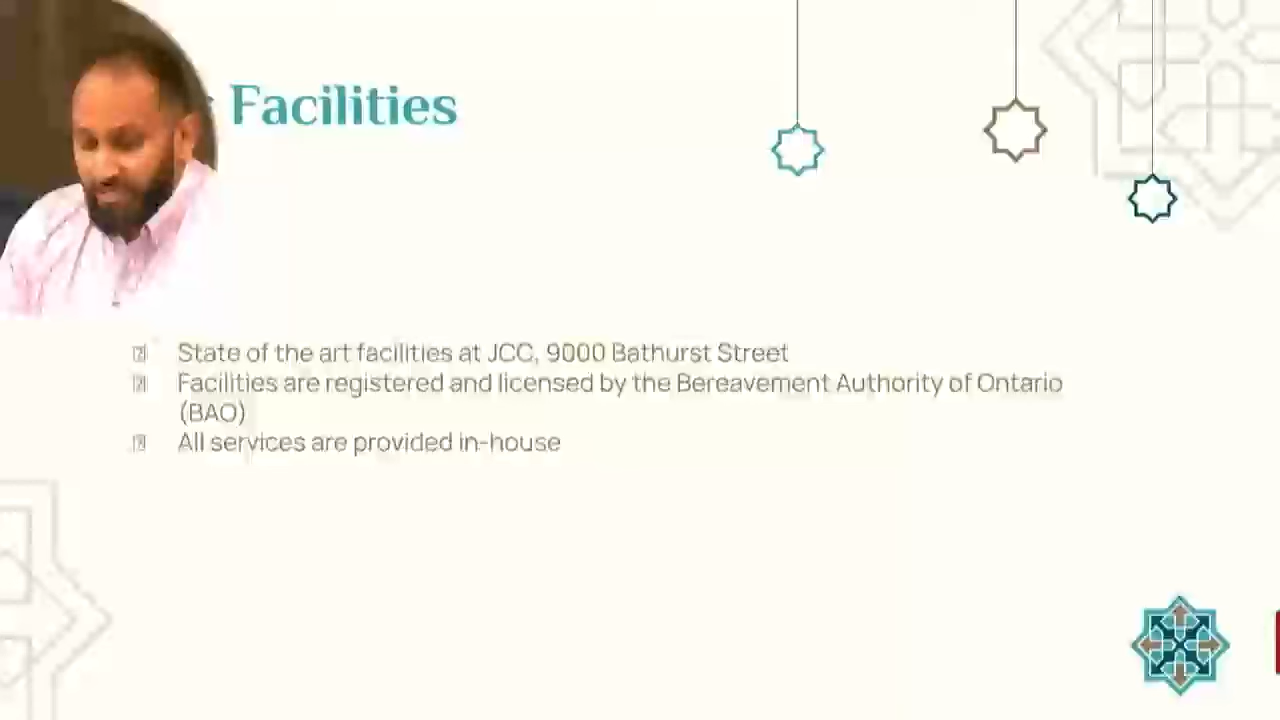 Facilities
State of the art facilities at JCC, 9000 Bathurst Street
Facilities are registered and licensed by the Bereavement Authority of Ontario
(BAO)
All services are provided in-house